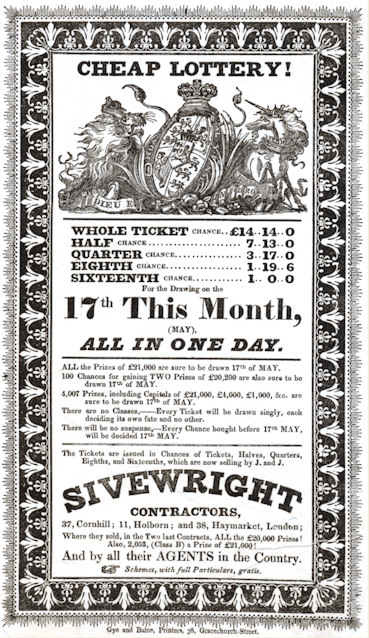 CHEAP LOTTERY!
DIEU E
WHOLE TICKET CHANCE..£14..14..0
HALF CHANCE........................ 7..13..0
QUARTER CHANCE.................. 3..17..0
EIGHTH CHANCE.................... 1..19..6
SIXTEENTH CHANCE............... 1.. 0..0
For the Drawing on the
17th This Month,
(MAY),
ALL IN ONE DAY.
ALL the Prizes of £21,000 are sure to be drawn 17th of MAY.
100 Chances for gaining TWO Prizes of £20,200 are also sure to be
drawn 17th of MAY.
4,007 Prizes, including Capitals of £21,000, £4,000, £1,000, &c. are
sure to be drawn 17th of MAY.
There are no Classes,——Every Ticket will be drawn singly, each
deciding its own fate and no other.
There will be no suspense,—Every Chance bought before 17th MAY,
will be decided 17th MAY.
The Tickets are issued in Chances of Tickets, Halves, Quarters,
Eighths, and Sixteenths, which are now selling by J. and J.
SIVEWRIGHT
CONTRACTORS,
37, Cornhill; 11, Holborn; and 38, Haymarket, London;
Where they sold, in the Two last Contracts, ALL the £20,000 Prizes!
Also, 2,053, (Class B) a Prize of £21,000!
And by all their AGENTS in the Country.
☞ Schemes, with full Particulars, gratis.
Gye and Balne, Printers, 38, Gracechurch-Street.